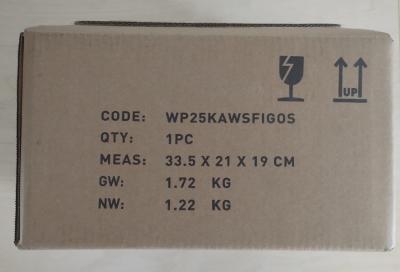 UP
CODE: WP25KAWSFIGOS
QTY: 1PC
MEAS: 33.5 X 21 X 19 CM
GW: 1.72 KG
NW: 1.22 KG